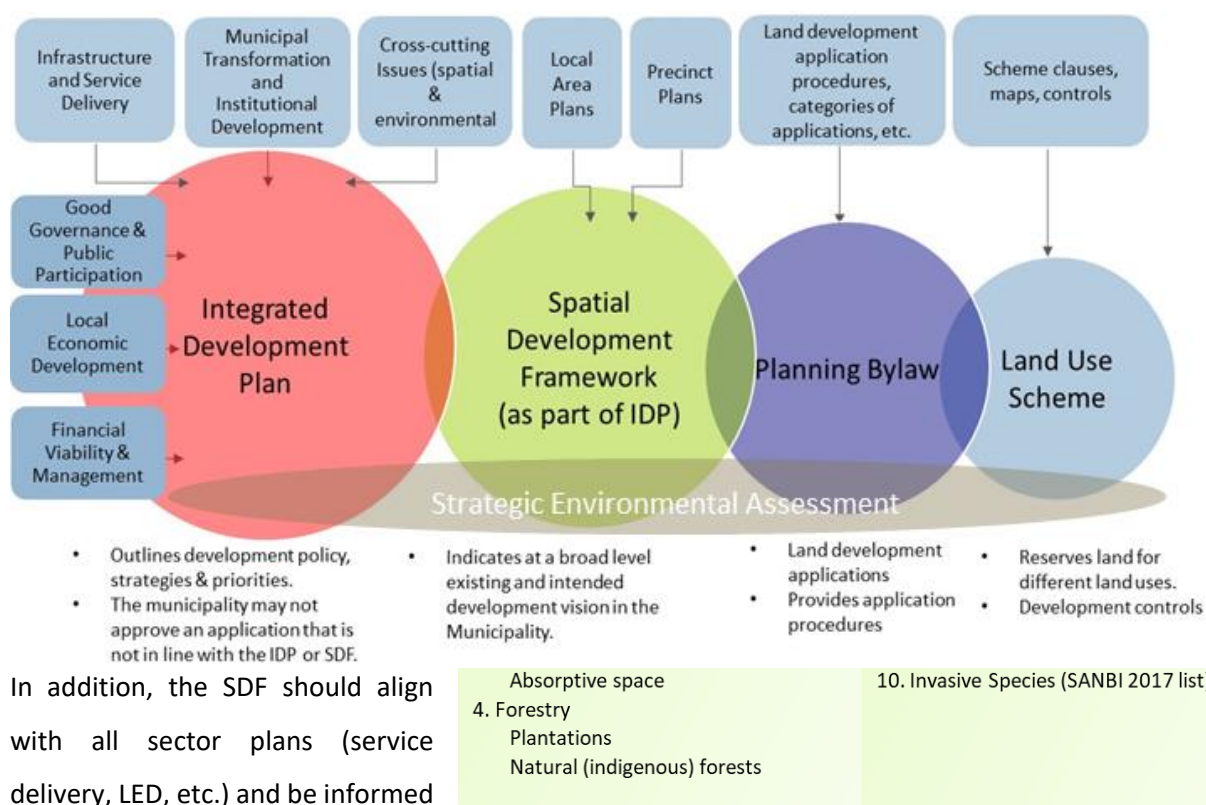 Infrastructure
and Service
Delivery
Municipal
Transformation
and
Institutional
Development
Cross-cutting
Issues (spatial
&
environmental
Local
Area
Plans
Precinct
Plans
Land development
application
procedures,
categories of
applications, etc.
Scheme clauses,
maps, controls
Good
Governance &
Public
Participation
Local
Economic
Development
Financial
Viability &
Management
Integrated
Development
Plan
Spatial
Development
Framework
(as part of IDP)
Planning Bylaw
Land Use
Scheme
Strategic Environmental Assessment
• Outlines development policy,
strategies & priorities.
• The municipality may not
approve an application that is
not in line with the IDP or SDF.
• Indicates at a broad level
existing and intended
development vision in the
Municipality.
• Land development
applications
• Provides application
procedures
• Reserves land for
different land uses.
• Development controls
In addition, the SDF should align
with all sector plans (service
delivery, LED, etc.) and be informed
Absorptive space
4. Forestry
Plantations
Natural (indigenous) forests
10. Invasive Species (SANBI 2017 list)